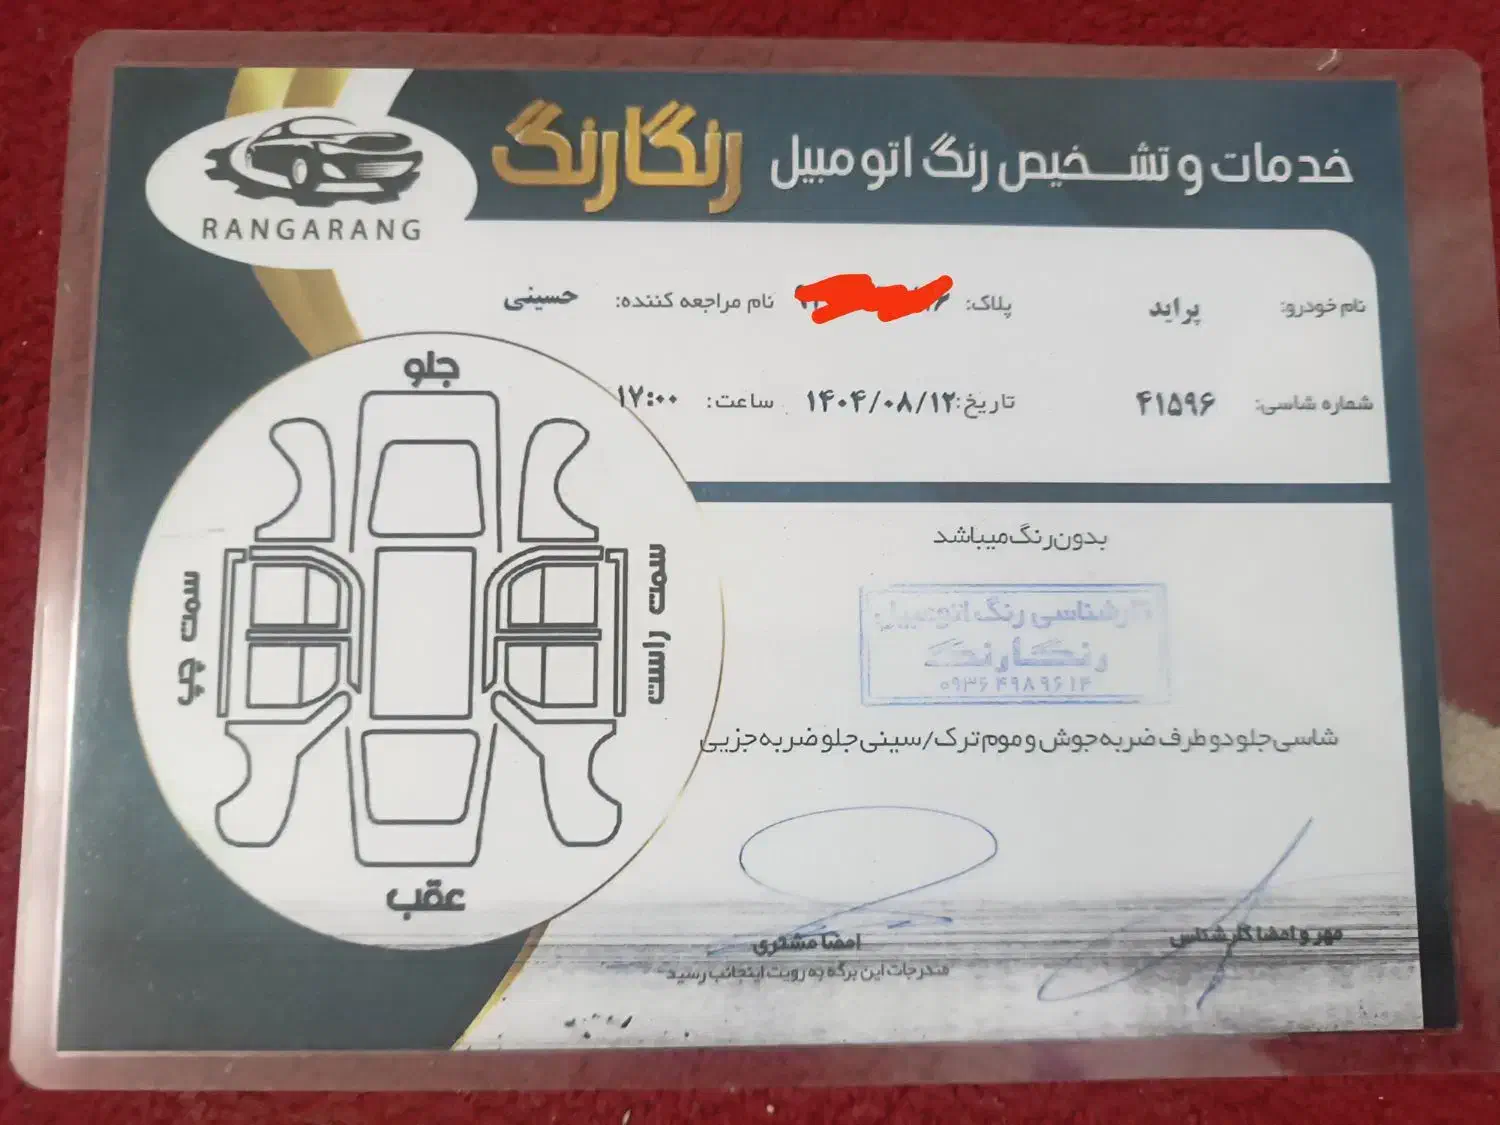 خدمات و تشخیص رنگ اتومبیل رنگارنگ
RANGARANG
نام خودرو: پراید پلاک: نام مراجعه کننده: حسینی
شماره شاسی: ۴۱۵۹۶ تاریخ: ۱۴۰۴/۰۸/۱۲ ساعت: ۱۷:۰۰
جلو
سمت چپ
سمت راست
عقب
بدون رنگ میباشد
کارشناسی رنگ اتومبیل
رنگارنگ
۰۹۳۶۴۹۸۹۶۱۴
شاسی جلو دو طرف ضربه جوش و موم ترک/سینی جلو ضربه جزیی
مهر و امضا کارشناس
امضا مشتری
مندرجات این برگه به رویت اینجانب رسید